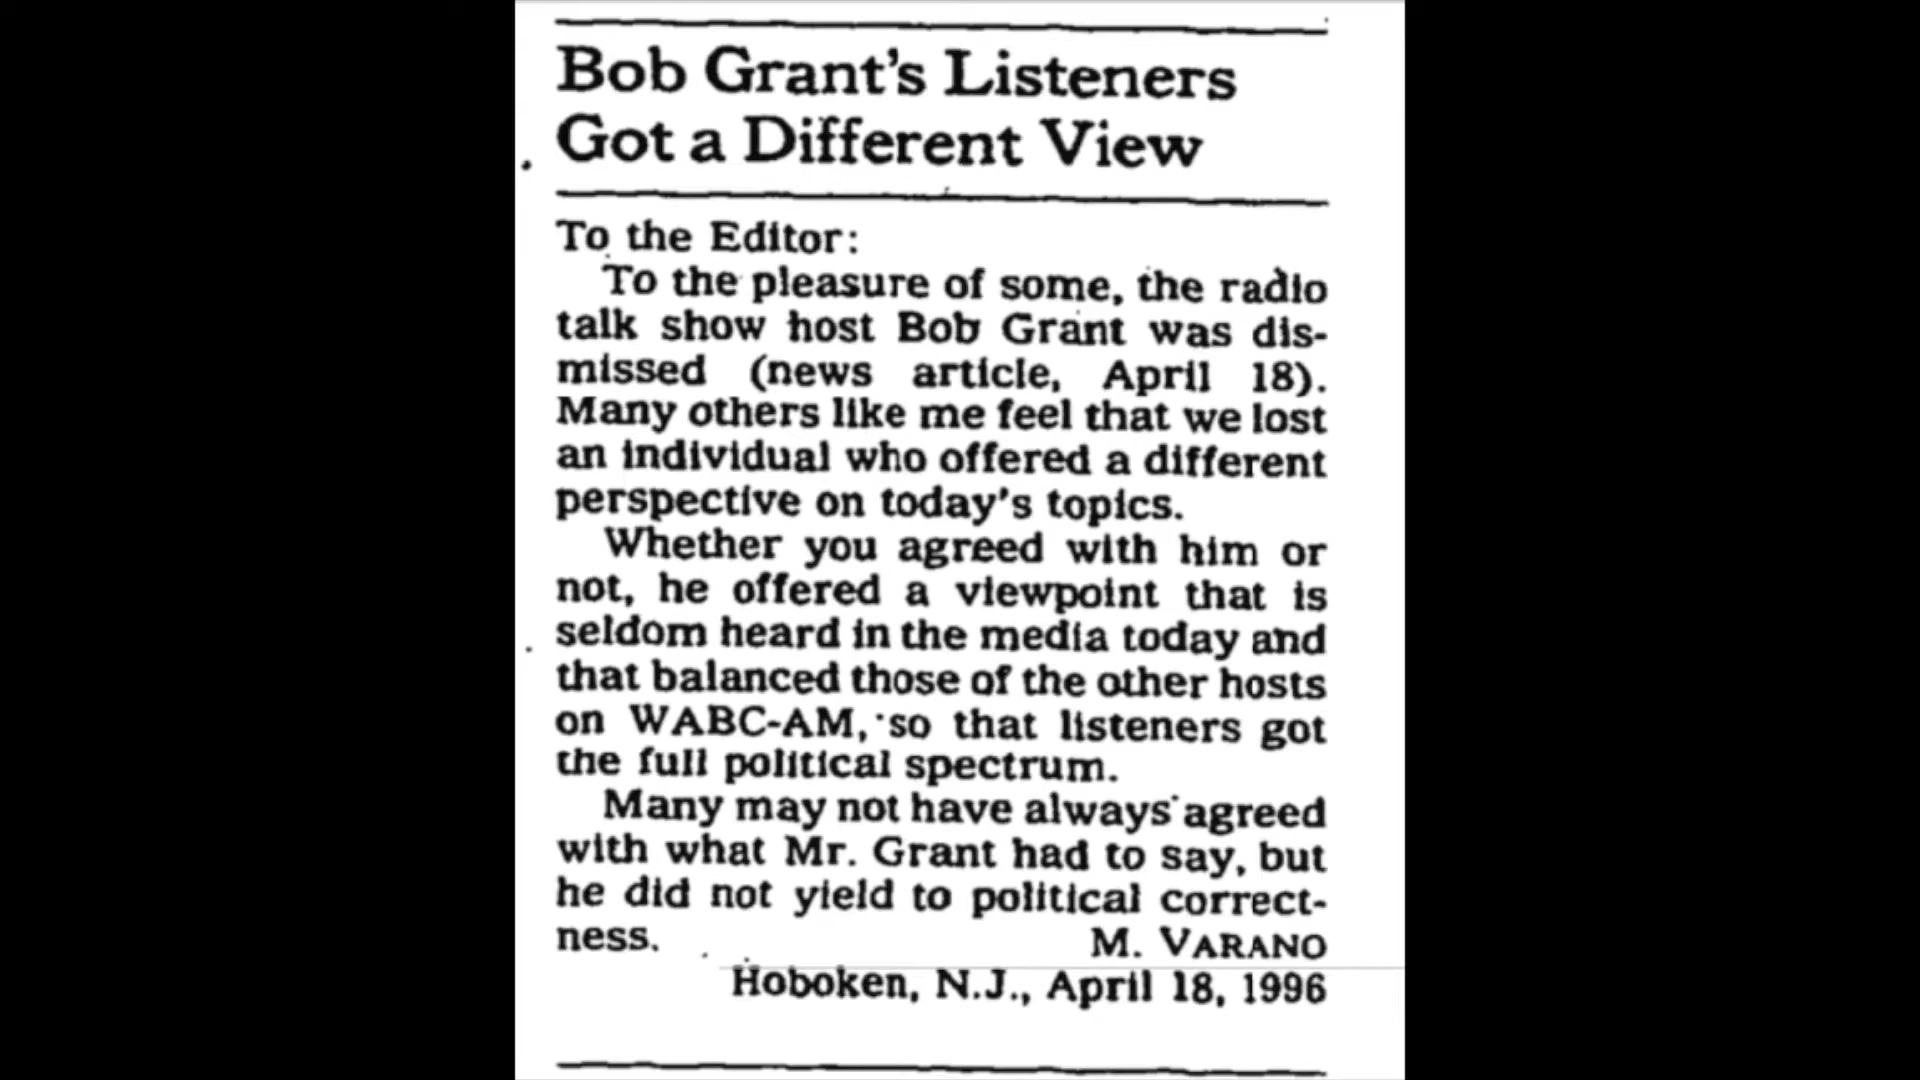 Bob Grant's Listeners
Got a Different View
To the Editor:
To the pleasure of some, the radio
talk show host Bob Grant was dis-
missed (news article, April 18).
Many others like me feel that we lost
an individual who offered a different
perspective on today's topics.
Whether you agreed with him or
not, he offered a viewpoint that is
seldom heard in the media today and
that balanced those of the other hosts
on WABC-AM, so that listeners got
the full political spectrum.
Many may not have always agreed
with what Mr. Grant had to say, but
he did not yield to political correct-
ness. M. VARANO
Hoboken, N.J., April 18, 1996